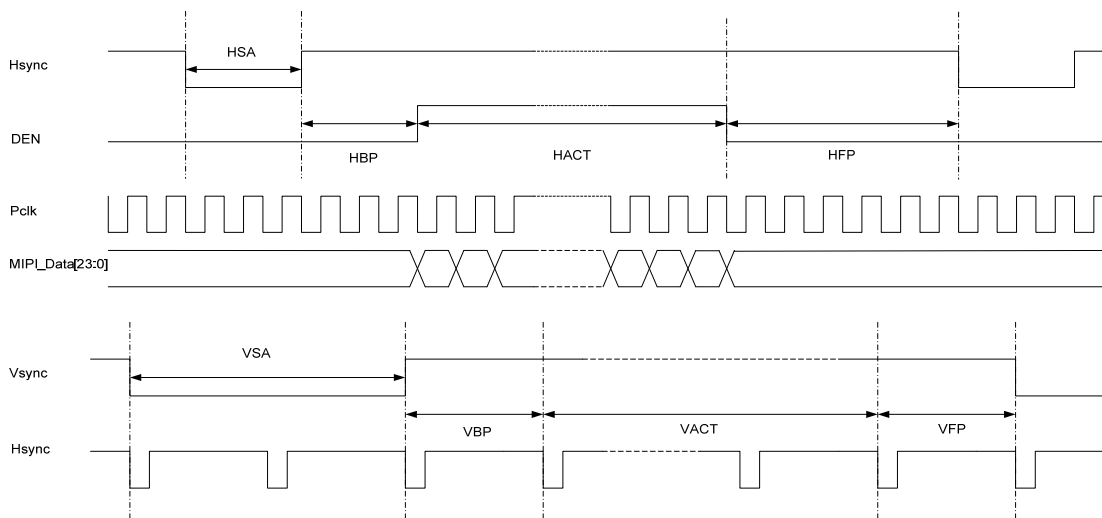 HSA
Hsync
DEN
HBP
HACT
HFP
Pclk
MIPI_Data[23:0]
VSA
Vsync
VBP
VACT
VFP
Hsync